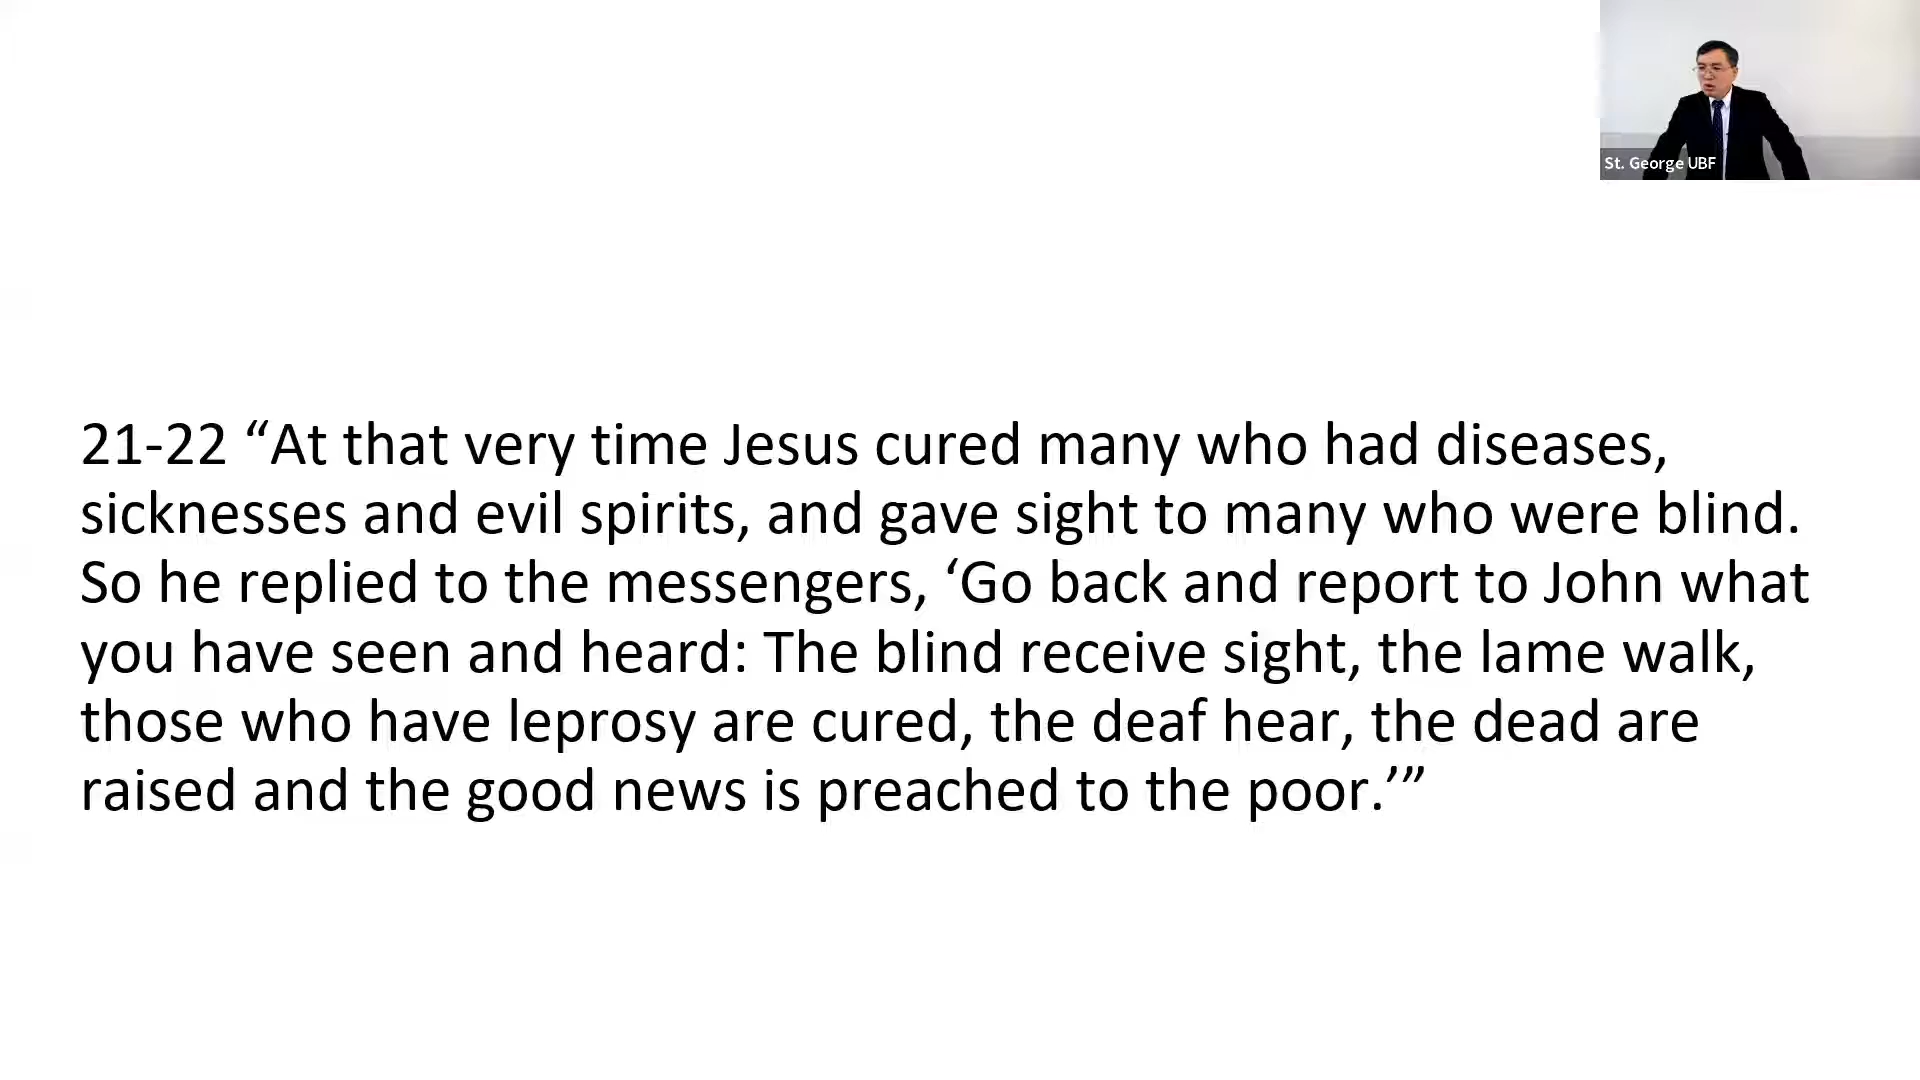 St. George UBF
21-22 “At that very time Jesus cured many who had diseases,
sicknesses and evil spirits, and gave sight to many who were blind.
So he replied to the messengers, ‘Go back and report to John what
you have seen and heard: The blind receive sight, the lame walk,
those who have leprosy are cured, the deaf hear, the dead are
raised and the good news is preached to the poor.’”